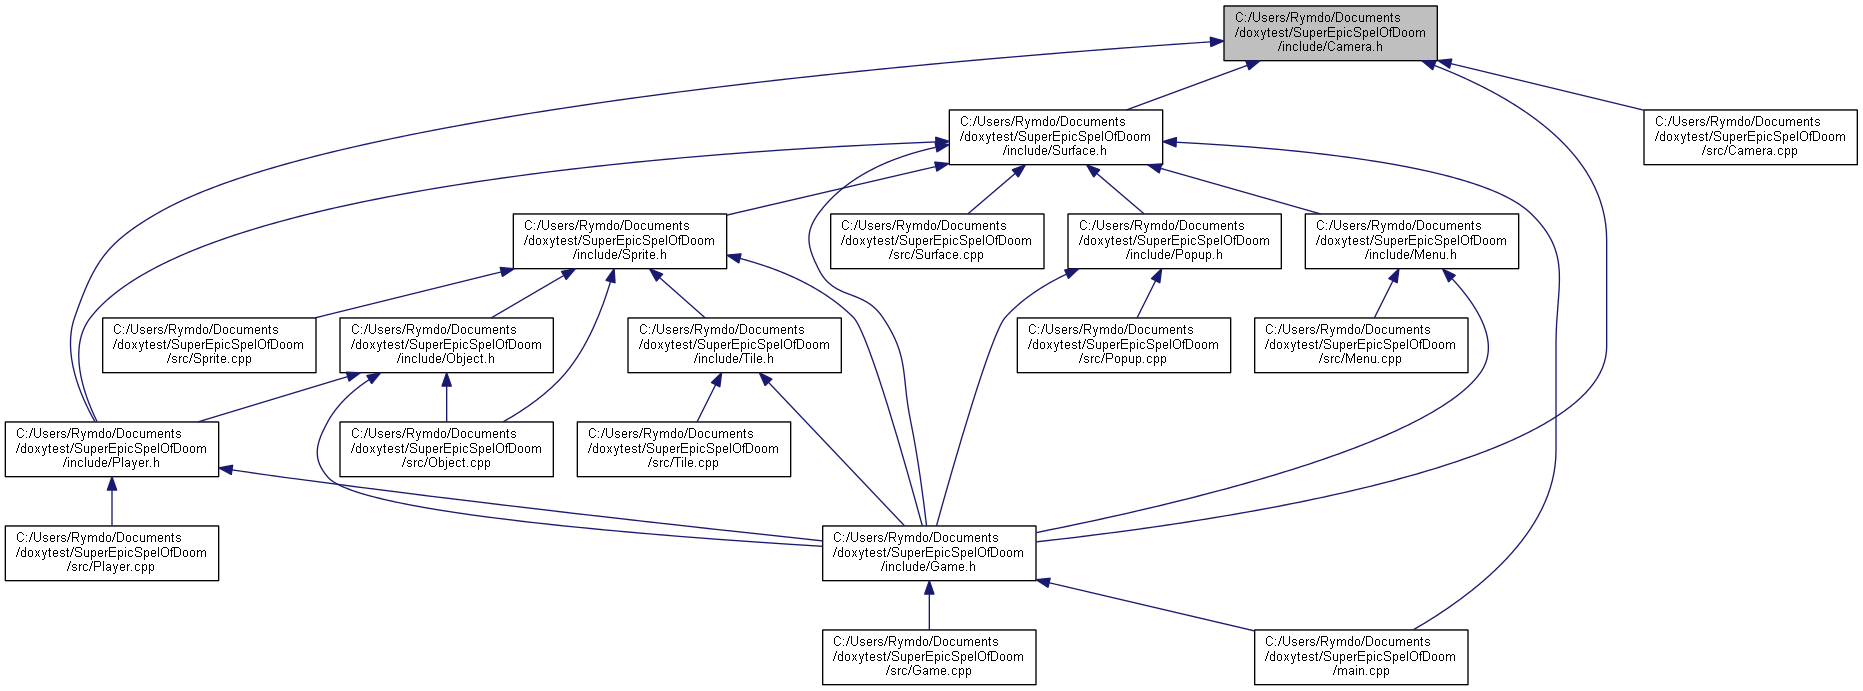 C:/Users/Rymdo/Documents
/doxytest/SuperEpicSpelOfDoom
/include/Camera.h
C:/Users/Rymdo/Documents
/doxytest/SuperEpicSpelOfDoom
/include/Surface.h
C:/Users/Rymdo/Documents
/doxytest/SuperEpicSpelOfDoom
/src/Camera.cpp
C:/Users/Rymdo/Documents
/doxytest/SuperEpicSpelOfDoom
/include/Sprite.h
C:/Users/Rymdo/Documents
/doxytest/SuperEpicSpelOfDoom
/src/Surface.cpp
C:/Users/Rymdo/Documents
/doxytest/SuperEpicSpelOfDoom
/include/Popup.h
C:/Users/Rymdo/Documents
/doxytest/SuperEpicSpelOfDoom
/include/Menu.h
C:/Users/Rymdo/Documents
/doxytest/SuperEpicSpelOfDoom
/src/Sprite.cpp
C:/Users/Rymdo/Documents
/doxytest/SuperEpicSpelOfDoom
/include/Object.h
C:/Users/Rymdo/Documents
/doxytest/SuperEpicSpelOfDoom
/include/Tile.h
C:/Users/Rymdo/Documents
/doxytest/SuperEpicSpelOfDoom
/src/Popup.cpp
C:/Users/Rymdo/Documents
/doxytest/SuperEpicSpelOfDoom
/src/Menu.cpp
C:/Users/Rymdo/Documents
/doxytest/SuperEpicSpelOfDoom
/include/Player.h
C:/Users/Rymdo/Documents
/doxytest/SuperEpicSpelOfDoom
/src/Object.cpp
C:/Users/Rymdo/Documents
/doxytest/SuperEpicSpelOfDoom
/src/Tile.cpp
C:/Users/Rymdo/Documents
/doxytest/SuperEpicSpelOfDoom
/src/Player.cpp
C:/Users/Rymdo/Documents
/doxytest/SuperEpicSpelOfDoom
/include/Game.h
C:/Users/Rymdo/Documents
/doxytest/SuperEpicSpelOfDoom
/src/Game.cpp
C:/Users/Rymdo/Documents
/doxytest/SuperEpicSpelOfDoom
/main.cpp